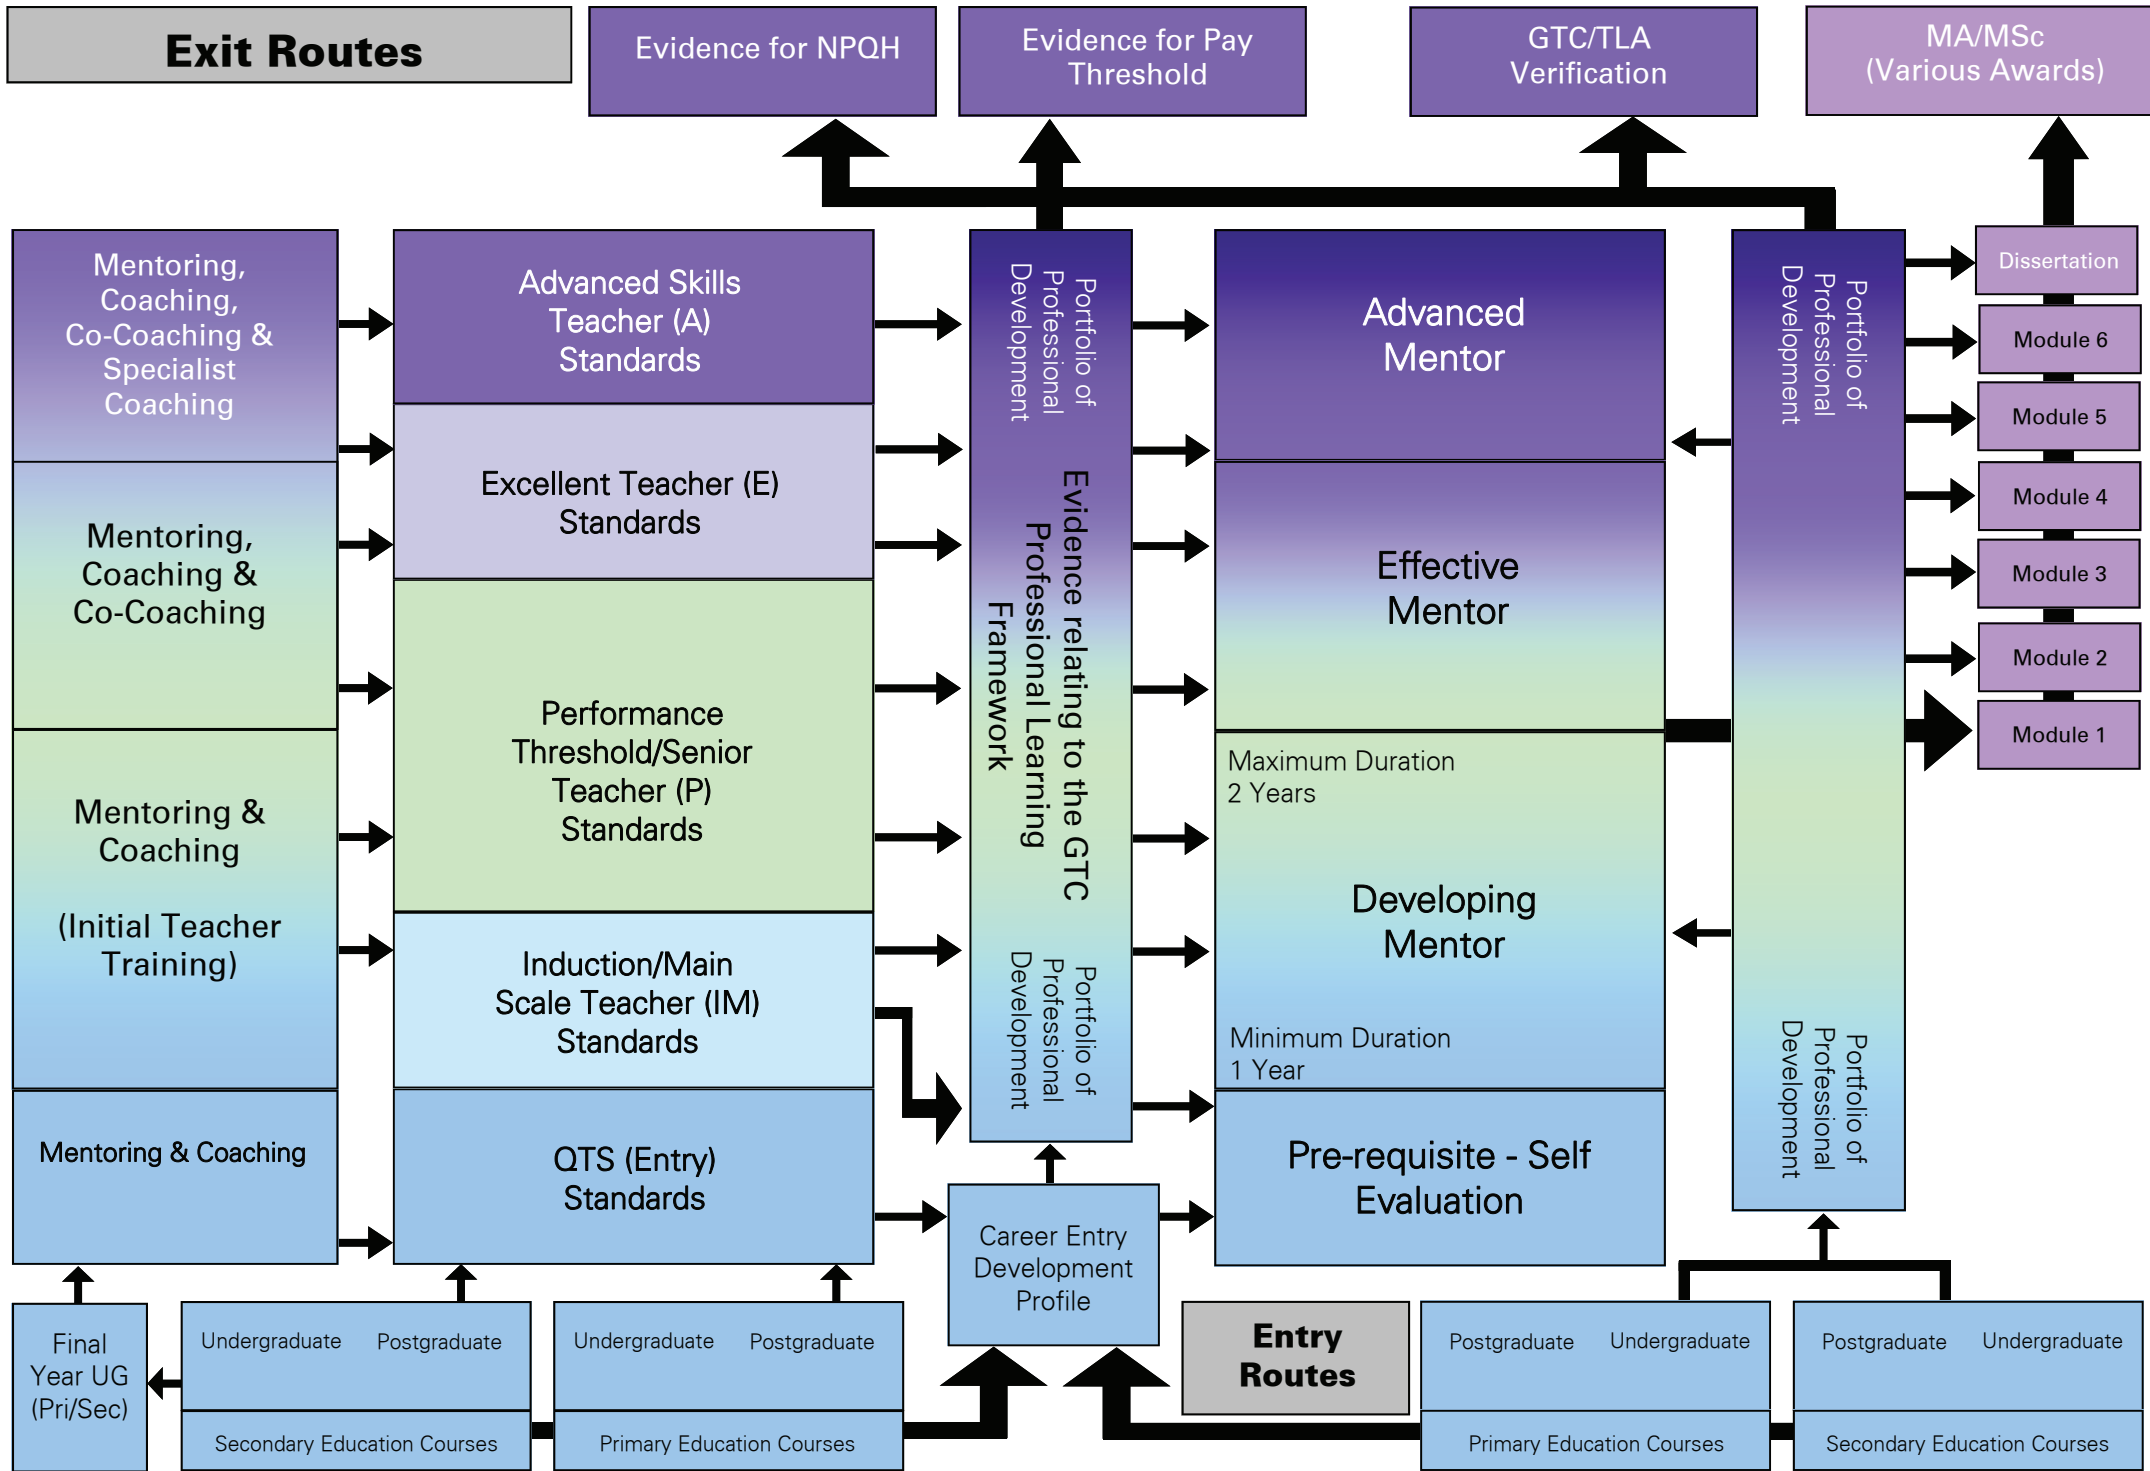 Exit Routes
Evidence for NPQH
Evidence for Pay
Threshold
GTC/TLA
Verification
MA/MSc
(Various Awards)
Mentoring,
Coaching,
Co-Coaching &
Specialist
Coaching
Mentoring,
Coaching &
Co-Coaching
Mentoring &
Coaching
(Initial Teacher
Training)
Mentoring & Coaching
Advanced Skills
Teacher (A)
Standards
Excellent Teacher (E)
Standards
Performance
Threshold/Senior
Teacher (P)
Standards
Induction/Main
Scale Teacher (IM)
Standards
QTS (Entry)
Standards
Portfolio of
Professional
Development
Evidence relating to the GTC
Professional Learning
Framework
Portfolio of
Professional
Development
Career Entry
Development
Profile
Advanced
Mentor
Effective
Mentor
Maximum Duration
2 Years
Developing
Mentor
Minimum Duration
1 Year
Pre-requisite - Self
Evaluation
Portfolio of
Professional
Development
Portfolio of
Professional
Development
Dissertation
Module 6
Module 5
Module 4
Module 3
Module 2
Module 1
Final
Year UG
(Pri/Sec)
Undergraduate Postgraduate
Secondary Education Courses
Undergraduate Postgraduate
Primary Education Courses
Entry
Routes
Postgraduate Undergraduate
Primary Education Courses
Postgraduate Undergraduate
Secondary Education Courses